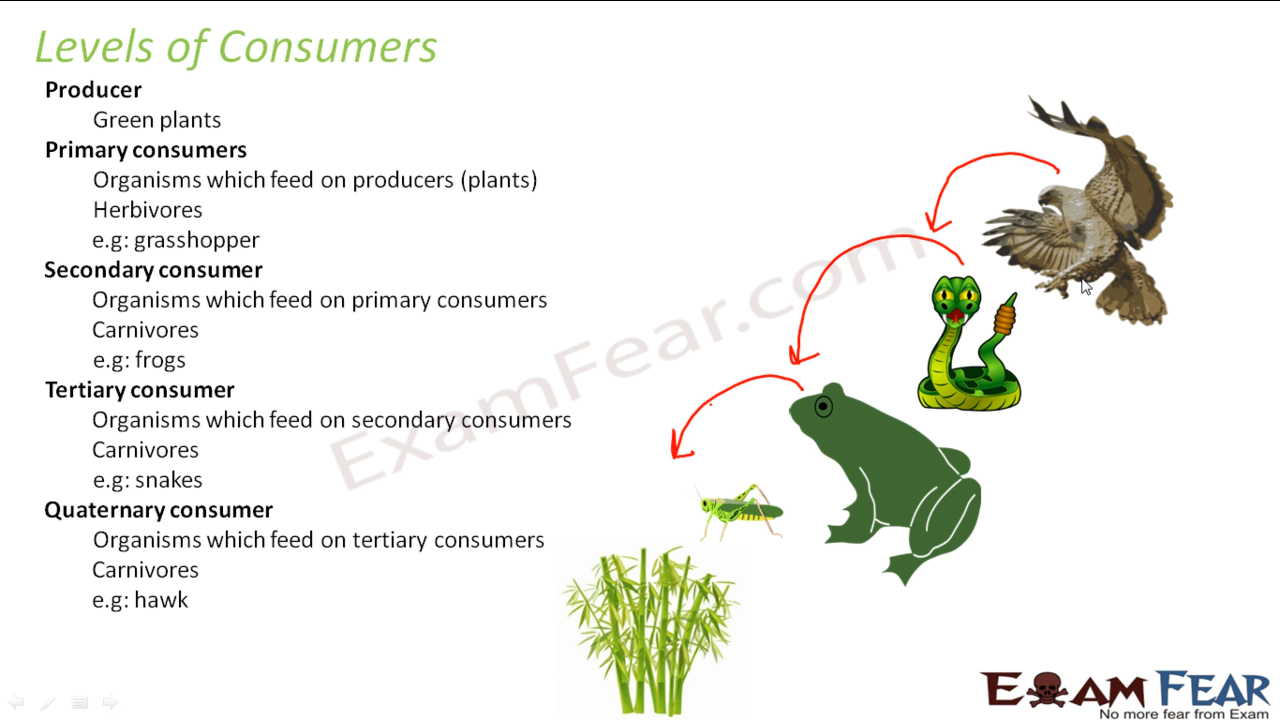 Levels of Consumers
Producer
Green plants
Primary consumers
Organisms which feed on producers (plants)
Herbivores
e.g: grasshopper
Secondary consumer
Organisms which feed on primary consumers
Carnivores
e.g: frogs
Tertiary consumer
Organisms which feed on secondary consumers
Carnivores
e.g: snakes
Quaternary consumer
Organisms which feed on tertiary consumers
Carnivores
e.g: hawk
ExamFear.com
EXAM FEAR
No more fear from Exam